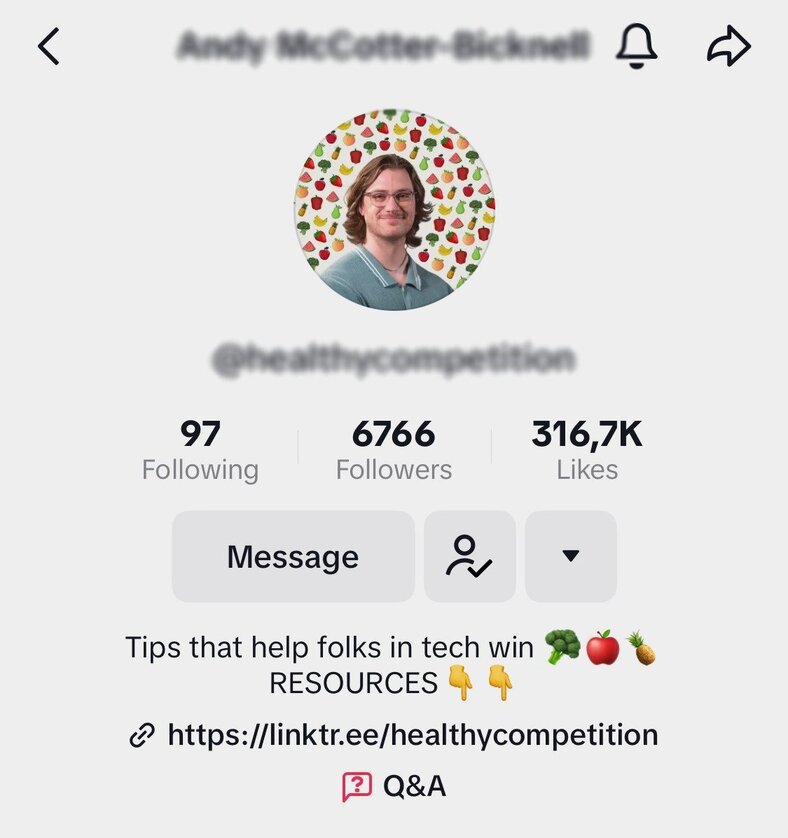 Andy McCotter-Bicknell
@healthycompetition
97 6766 316,7K
Following Followers Likes
Message
Tips that help folks in tech win 🥦🍎🍍
RESOURCES👇👇
https://linktr.ee/healthycompetition
Q&A